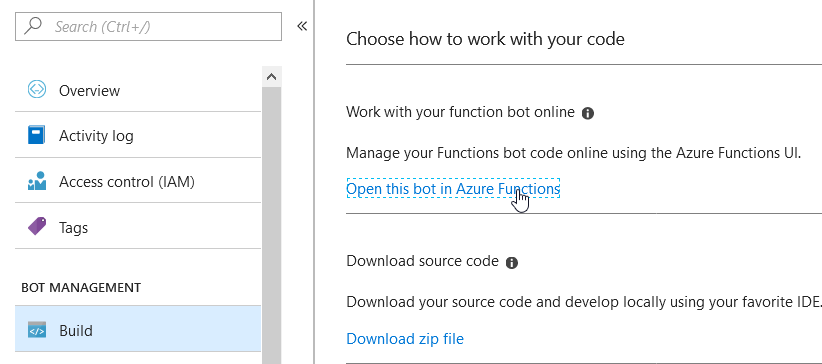 Search (Ctrl+/)
«
Overview
Activity log
Access control (IAM)
Tags
BOT MANAGEMENT
Build
Choose how to work with your code
Work with your function bot online
Manage your Functions bot code online using the Azure Functions UI.
Open this bot in Azure Functions
Download source code
Download your source code and develop locally using your favorite IDE.
Download zip file